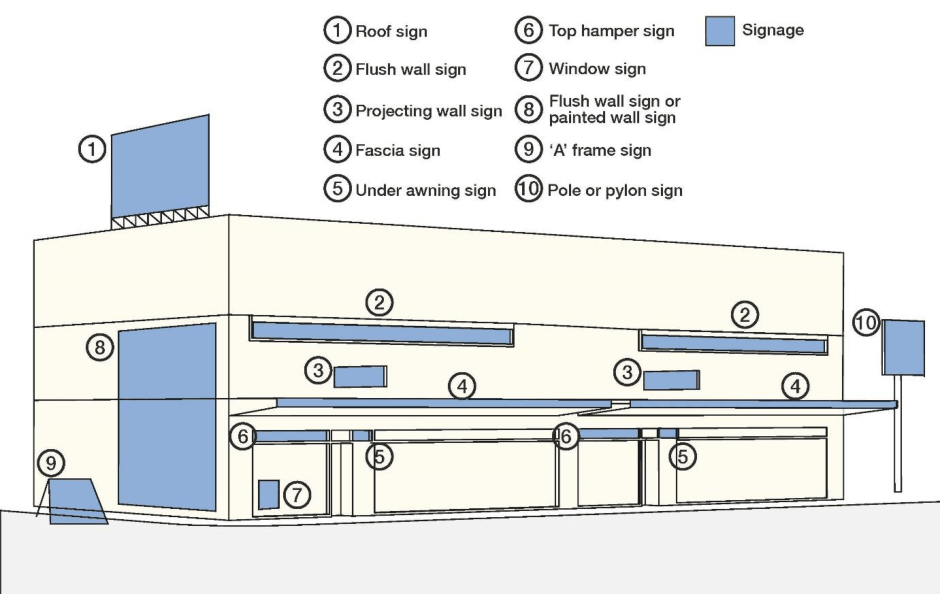 1 Roof sign
2 Flush wall sign
3 Projecting wall sign
4 Fascia sign
5 Under awning sign
6 Top hamper sign
7 Window sign
8 Flush wall sign or
painted wall sign
9 ‘A’ frame sign
10 Pole or pylon sign
Signage
1
2
2
10
8
3
3
4
4
6
6
5
5
9
7